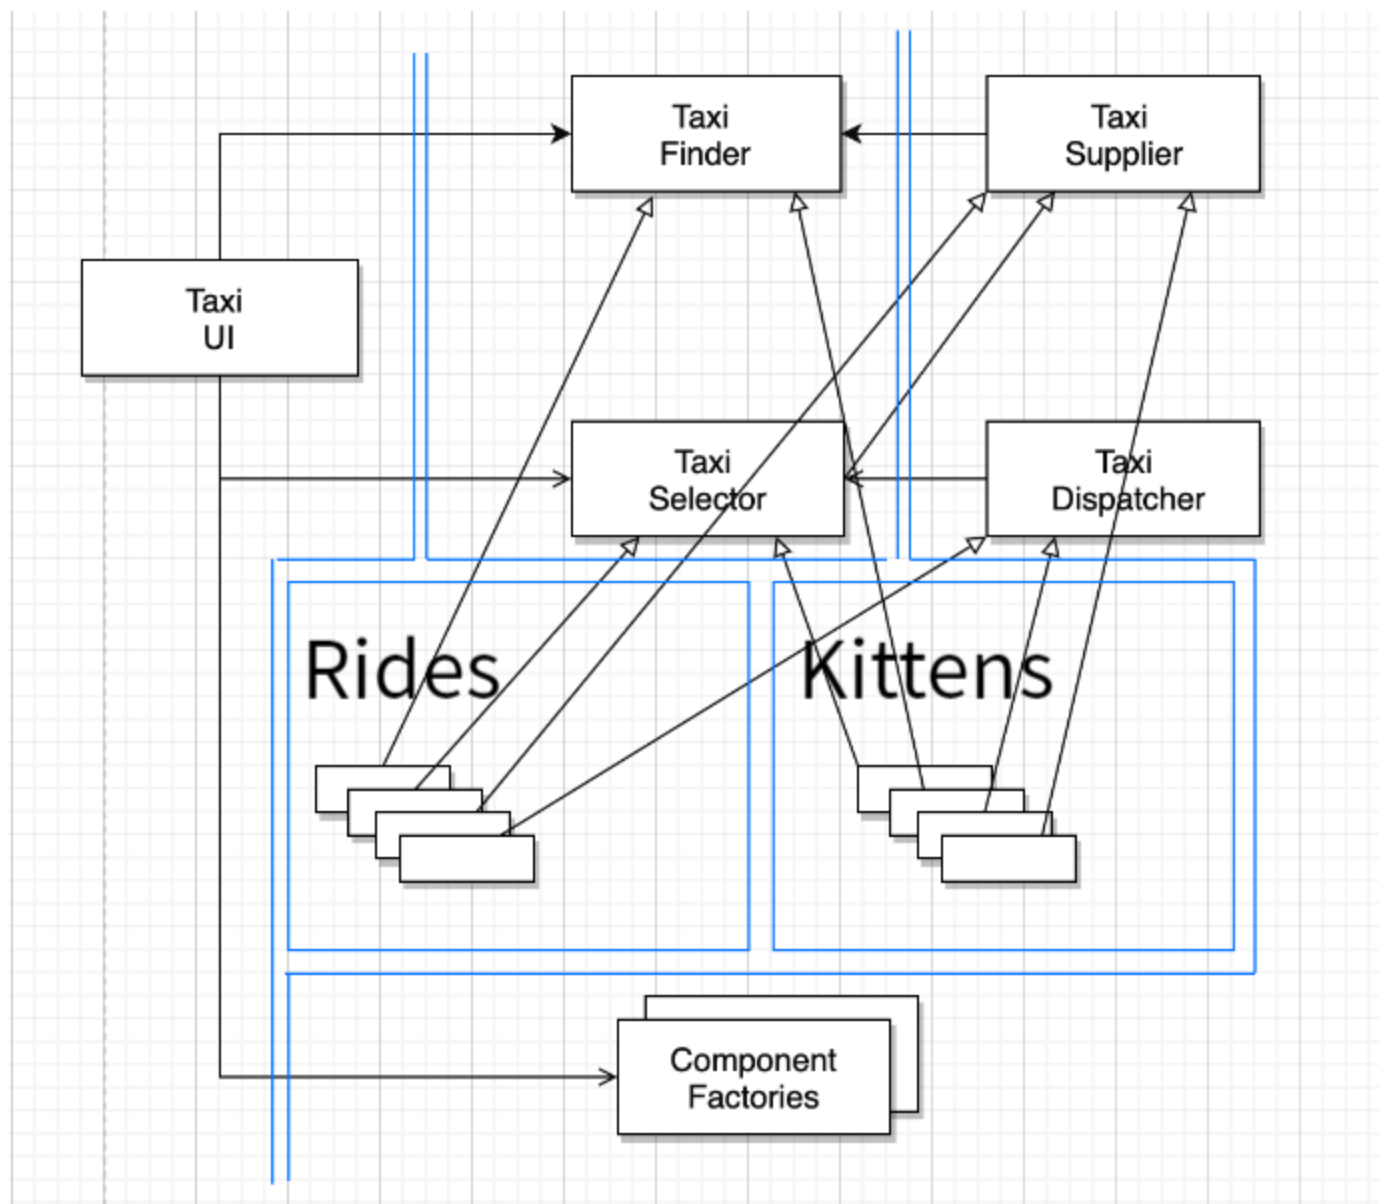 Taxi
Finder
Taxi
Supplier
Taxi
UI
Taxi
Selector
Taxi
Dispatcher
Rides
Kittens
Component
Factories